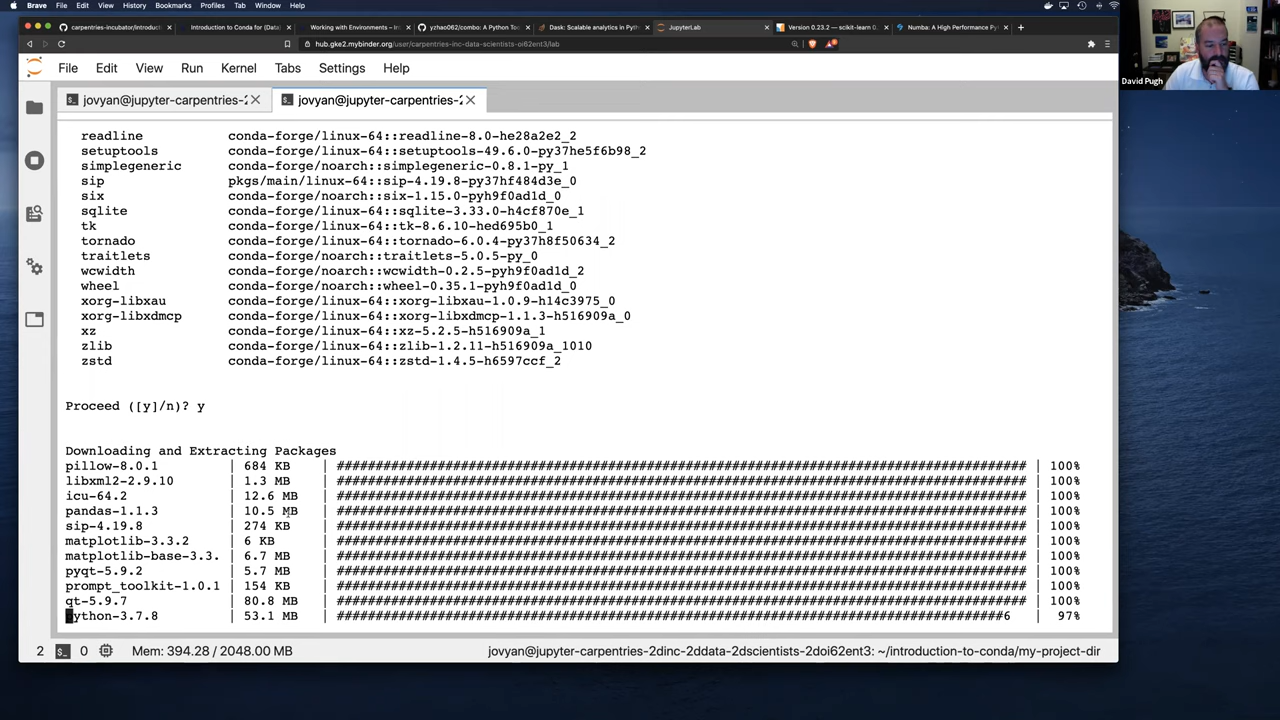 Brave File Edit View History Bookmarks Profiles Tab Window Help
carpentries-incubator/introduct Introduction to Conda for (Data) Working with Environments – Int yzhao062/combo: A Python Too Dask: Scalable analytics in Pyth JupyterLab Version 0.23.2 — scikit-learn 0. Numba: A High Performance Py
hub.gke2.mybinder.org/user/carpentries-inc-data-scientists-oi62ent3/lab
David Pugh
File Edit View Run Kernel Tabs Settings Help
jovyan@jupyter-carpentries-2 jovyan@jupyter-carpentries-2
readline conda-forge/linux-64::readline-8.0-he28a2e2_2
setuptools conda-forge/linux-64::setuptools-49.6.0-py37he5f6b98_2
simplegeneric conda-forge/noarch::simplegeneric-0.8.1-py_1
sip pkgs/main/linux-64::sip-4.19.8-py37hf484d3e_0
six conda-forge/noarch::six-1.15.0-pyh9f0ad1d_0
sqlite conda-forge/linux-64::sqlite-3.33.0-h4cf870e_1
tk conda-forge/linux-64::tk-8.6.10-hed695b0_1
tornado conda-forge/linux-64::tornado-6.0.4-py37h8f50634_2
traitlets conda-forge/noarch::traitlets-5.0.5-py_0
wcwidth conda-forge/noarch::wcwidth-0.2.5-pyh9f0ad1d_2
wheel conda-forge/noarch::wheel-0.35.1-pyh9f0ad1d_0
xorg-libxau conda-forge/linux-64::xorg-libxau-1.0.9-h14c3975_0
xorg-libxdmcp conda-forge/linux-64::xorg-libxdmcp-1.1.3-h516909a_0
xz conda-forge/linux-64::xz-5.2.5-h516909a_1
zlib conda-forge/linux-64::zlib-1.2.11-h516909a_1010
zstd conda-forge/linux-64::zstd-1.4.5-h6597ccf_2
Proceed ([y]/n)? y
Downloading and Extracting Packages
pillow-8.0.1 | 684 KB | ########################################################################################## | 100%
libxml2-2.9.10 | 1.3 MB | ########################################################################################## | 100%
icu-64.2 | 12.6 MB | ########################################################################################## | 100%
pandas-1.1.3 | 10.5 MB | ########################################################################################## | 100%
sip-4.19.8 | 274 KB | ########################################################################################## | 100%
matplotlib-3.3.2 | 6 KB | ########################################################################################## | 100%
matplotlib-base-3.3. | 6.7 MB | ########################################################################################## | 100%
pyqt-5.9.2 | 5.7 MB | ########################################################################################## | 100%
prompt_toolkit-1.0.1 | 154 KB | ########################################################################################## | 100%
qt-5.9.7 | 80.8 MB | ########################################################################################## | 100%
python-3.7.8 | 53.1 MB | #######################################################################################6 | 97%
2 0 Mem: 394.28 / 2048.00 MB jovyan@jupyter-carpentries-2dinc-2ddata-2dscientists-2doi62ent3: ~/introduction-to-conda/my-project-dir